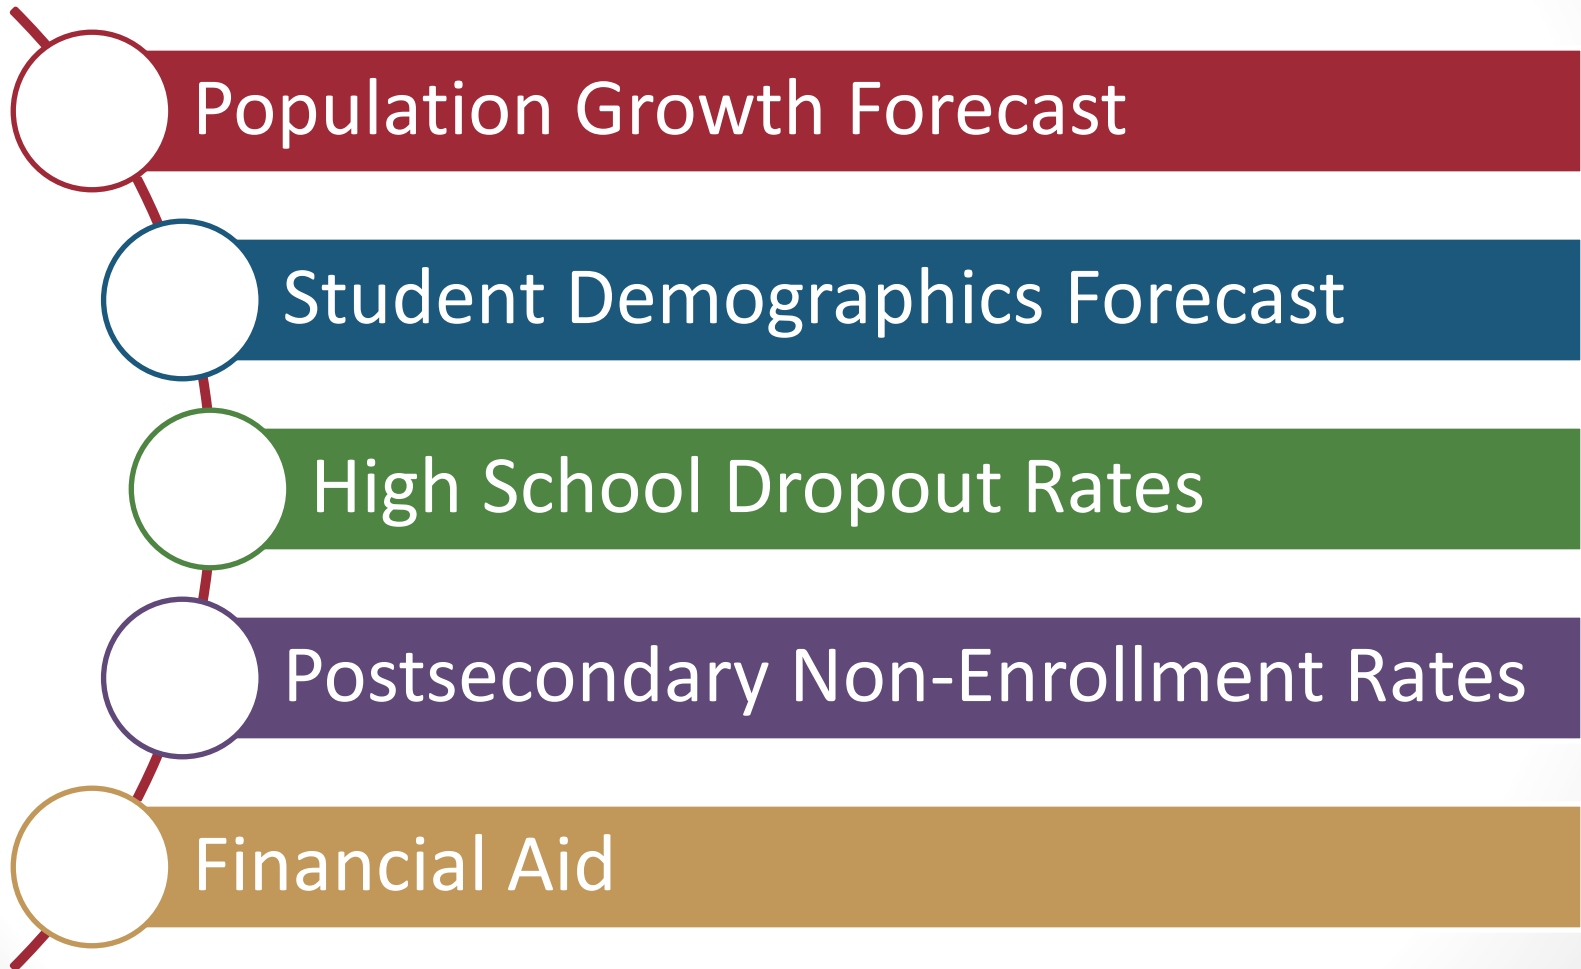 Population Growth Forecast
Student Demographics Forecast
High School Dropout Rates
Postsecondary Non-Enrollment Rates
Financial Aid